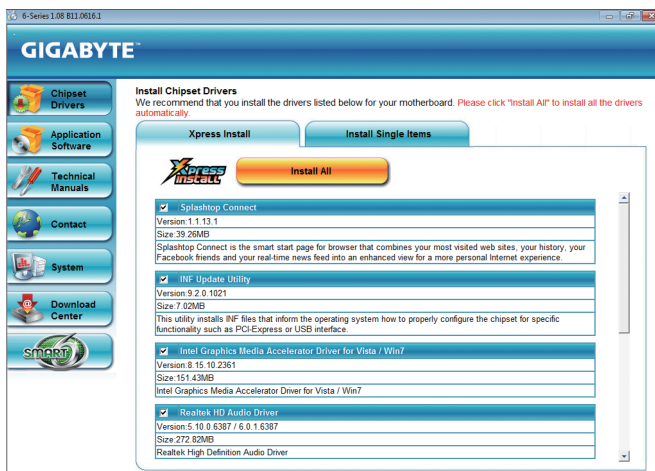 6-Series 1.08 B11.0616.1
GIGABYTE™
Chipset
Drivers
Application
Software
Technical
Manuals
Contact
System
Download
Center
SMART6
Install Chipset Drivers
We recommend that you install the drivers listed below for your motherboard. Please click "Install All" to install all the drivers
automatically.
Xpress Install
Install Single Items
Xpress
INSTALL
Install All
Splashtop Connect
Version:1.1.13.1
Size:39.26MB
Splashtop Connect is the smart start page for browser that combines your most visited web sites, your history, your
Facebook friends and your real-time news feed into an enhanced view for a more personal Internet experience.
INF Update Utility
Version:9.2.0.1021
Size:7.02MB
This utility installs INF files that inform the operating system how to properly configure the chipset for specific
functionality such as PCI-Express or USB interface.
Intel Graphics Media Accelerator Driver for Vista / Win7
Version:8.15.10.2361
Size:151.43MB
Intel Graphics Media Accelerator Driver for Vista / Win7
Realtek HD Audio Driver
Version:5.10.0.6387 / 6.0.1.6387
Size:272.82MB
Realtek High Definition Audio Driver